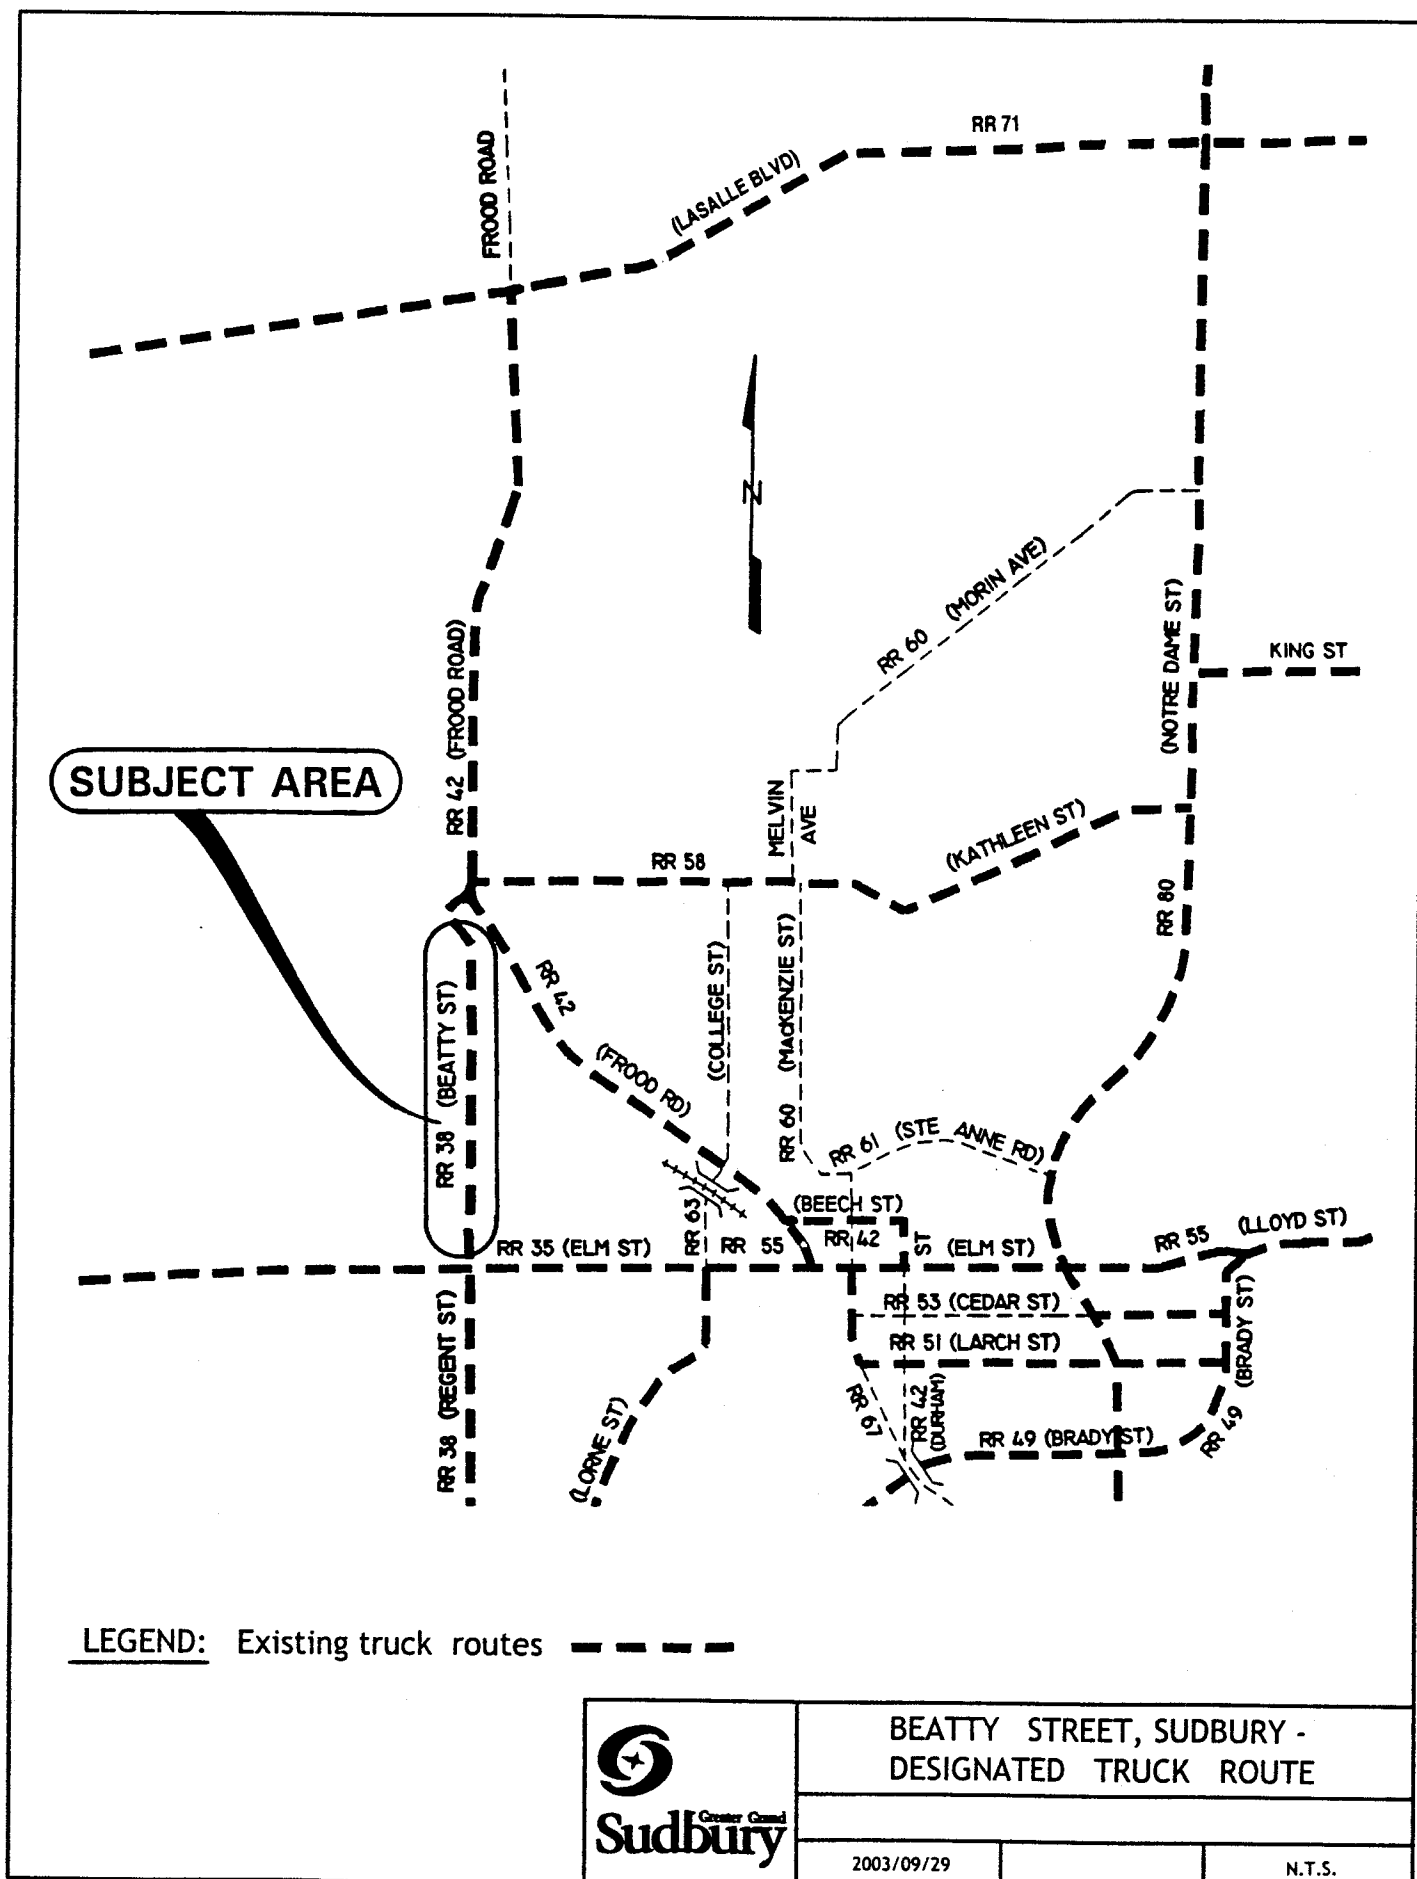 RR 71
(LASALLE BLVD)
FROOD ROAD
N
RR 60 (MORIN AVE)
(NOTRE DAME ST)
KING ST
RR 42 (FROOD ROAD)
SUBJECT AREA
MELVIN
AVE
RR 58
(KATHLEEN ST)
RR 80
RR 42
(FROOD RD)
(COLLEGE ST)
RR 60 (MACKENZIE ST)
RR 38 (BEATTY ST)
RR 61 (STE ANNE RD)
(BEECH ST)
RR 42
ST
RR 63
RR 35 (ELM ST)
RR 55
(ELM ST)
RR 55
(LLOYD ST)
RR 53 (CEDAR ST)
RR 51 (LARCH ST)
(BRADY ST)
RR 49
RR 38 (REGENT ST)
(LORNE ST)
RR 67
RR 42
(DURHAM)
RR 49 (BRADY ST)
LEGEND: Existing truck routes
Greater Grand
Sudbury
BEATTY STREET, SUDBURY -
DESIGNATED TRUCK ROUTE
2003/09/29
N.T.S.